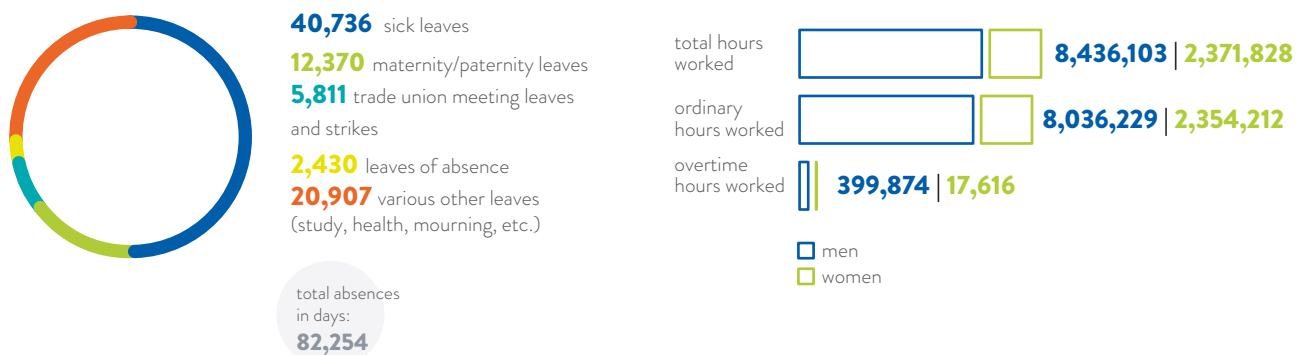 40,736 sick leaves
12,370 maternity/paternity leaves
5,811 trade union meeting leaves
and strikes
2,430 leaves of absence
20,907 various other leaves
(study, health, mourning, etc.)
total absences
in days:
82,254
total hours
worked
8,436,103 | 2,371,828
ordinary
hours worked
8,036,229 | 2,354,212
overtime
hours worked
399,874 | 17,616
men
women